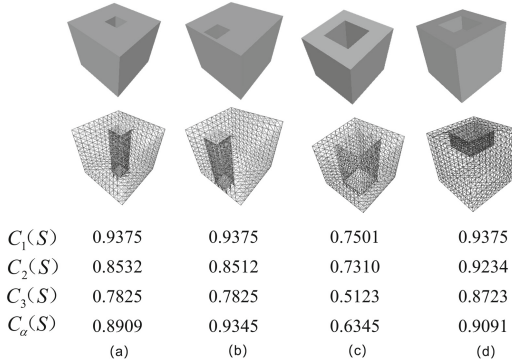 C₁(S) 0.9375 0.9375 0.7501 0.9375
C₂(S) 0.8532 0.8512 0.7310 0.9234
C₃(S) 0.7825 0.7825 0.5123 0.8723
Cα(S) 0.8909 0.9345 0.6345 0.9091
(a) (b) (c) (d)